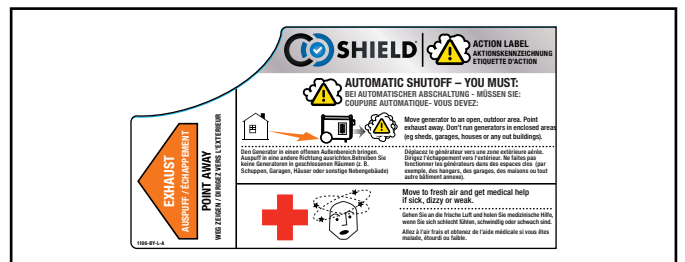 CO SHIELD®
ACTION LABEL
AKTIONSKENNZEICHNUNG
ETIQUETTE D'ACTION
AUTOMATIC SHUTOFF – YOU MUST:
BEI AUTOMATISCHER ABSCHALTUNG - MÜSSEN SIE:
COUPURE AUTOMATIQUE- VOUS DEVEZ:
Move generator to an open, outdoor area. Point
exhaust away. Don't run generators in enclosed areas
(eg sheds, garages, houses or any out buildings).
Den Generator in einen offenen Außenbereich bringen.
Auspuff in eine andere Richtung ausrichten.Betreiben Sie
keine Generatoren in geschlossenen Räumen (z. B.
Schuppen, Garagen, Häuser oder sonstige Nebengebäude)
Déplacez le générateur vers une zone extérieure aérée.
Dirigez l'échappement vers l'extérieur. Ne faites pas
fonctionner les générateurs dans des espaces clos (par
exemple, des hangars, des garages, des maisons ou tout
autre bâtiment annexe).
Move to fresh air and get medical help
if sick, dizzy or weak.
Gehen Sie an die frische Luft und holen Sie medizinische Hilfe,
wenn Sie sich schlecht fühlen, schwindlig oder schwach sind.
Allez à l'air frais et obtenez de l'aide médicale si vous êtes
malade, étourdi ou faible.
EXHAUST
AUSPUFF / ÉCHAPPEMENT
POINT AWAY
WEG ZEIGEN / DIRIGEZ VERS L'EXTERIEUR
1106-BY-L-A